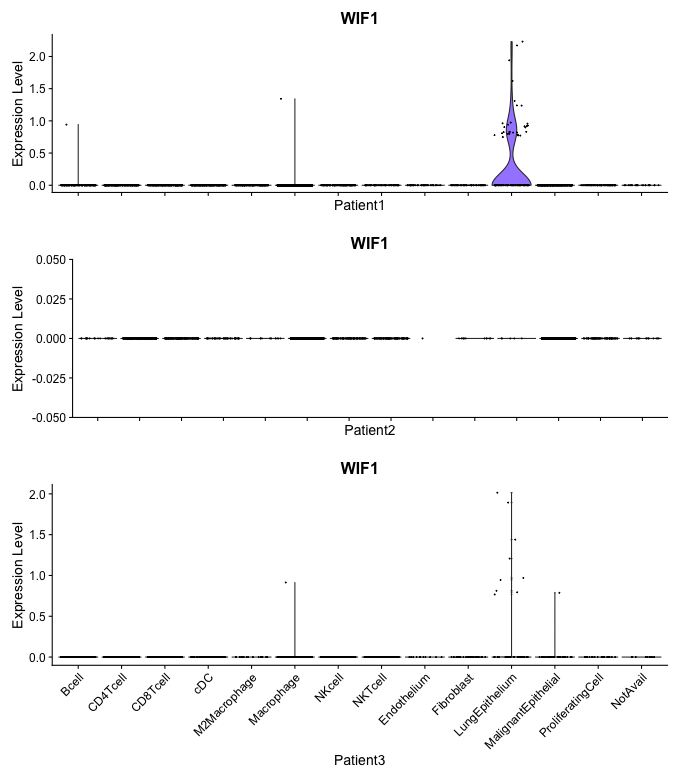 WIF1
Expression Level
2.0
1.5
1.0
0.5
0.0
Patient1
WIF1
Expression Level
0.050
0.025
0.000
-0.025
-0.050
Patient2
WIF1
Expression Level
2.0
1.5
1.0
0.5
0.0
Bcell
CD4Tcell
CD8Tcell
cDC
M2Macrophage
Macrophage
NKcell
NKTcell
Endothelium
Fibroblast
LungEpithelium
MalignantEpithelial
ProliferatingCell
NotAvail
Patient3